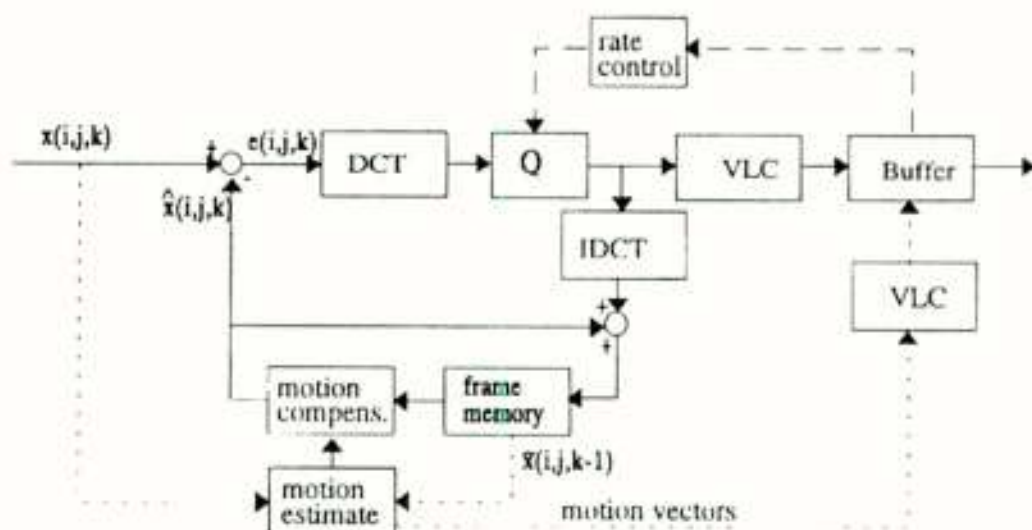 rate
control
x(i,j,k)
+
e(i,j,k)
-
DCT
Q
VLC
Buffer
x̂(i,j,k)
IDCT
VLC
+
+
motion
compens.
frame
memory
x̄(i,j,k-1)
motion
estimate
motion vectors